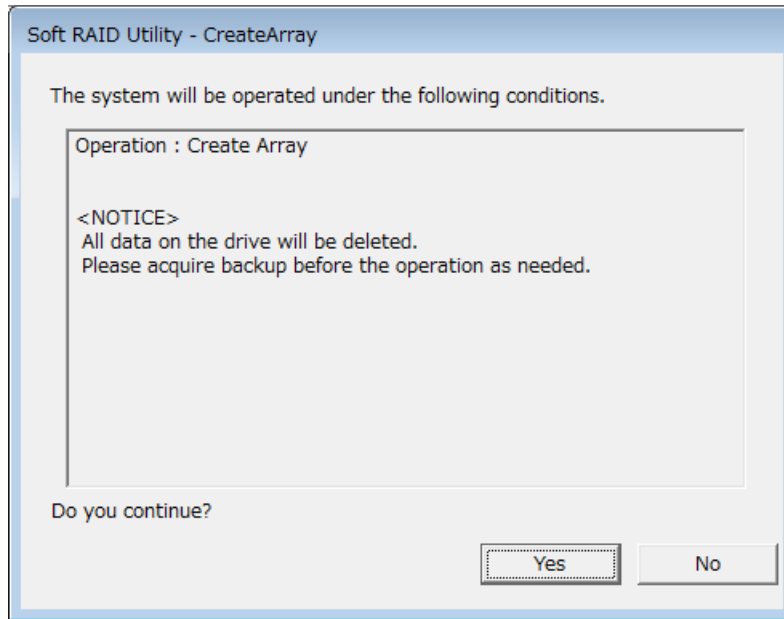 Soft RAID Utility - CreateArray
The system will be operated under the following conditions.
Operation : Create Array
<NOTICE>
All data on the drive will be deleted.
Please acquire backup before the operation as needed.
Do you continue?
Yes
No